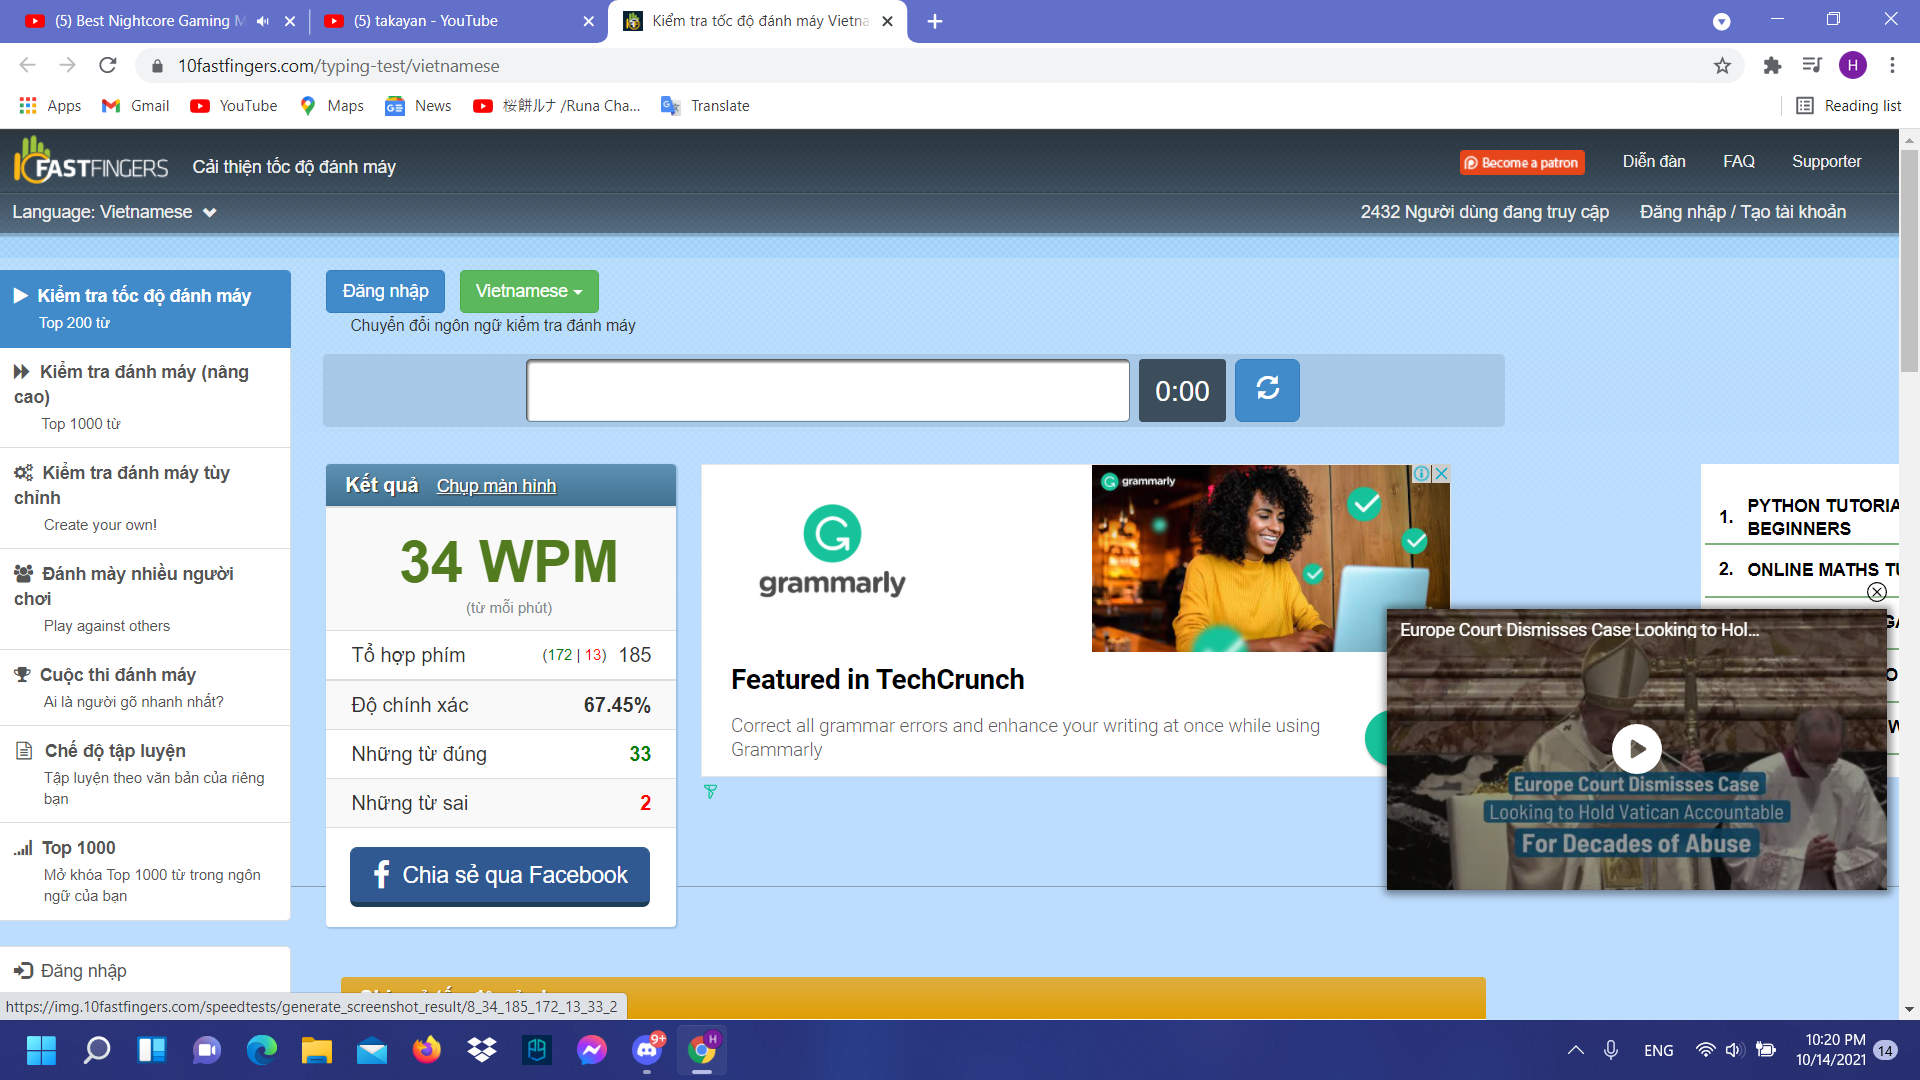 (5) Best Nightcore Gaming M
(5) takayan - YouTube
Kiểm tra tốc độ đánh máy Vietna
10fastfingers.com/typing-test/vietnamese
H
Apps
Gmail
YouTube
Maps
News
桜餅ルナ /Runa Cha...
Translate
Reading list
10FASTFINGERS
Cải thiện tốc độ đánh máy
Become a patron
Diễn đàn
FAQ
Supporter
Language: Vietnamese
2432 Người dùng đang truy cập
Đăng nhập / Tạo tài khoản
Kiểm tra tốc độ đánh máy
Top 200 từ
Kiểm tra đánh máy (nâng
cao)
Top 1000 từ
Kiểm tra đánh máy tùy
chỉnh
Create your own!
Đánh mày nhiều người
chơi
Play against others
Cuộc thi đánh máy
Ai là người gõ nhanh nhất?
Chế độ tập luyện
Tập luyện theo văn bản của riêng
bạn
Top 1000
Mở khóa Top 1000 từ trong ngôn
ngữ của bạn
Đăng nhập
Đăng nhập
Vietnamese
Chuyển đổi ngôn ngữ kiểm tra đánh máy
0:00
Kết quả
Chụp màn hình
34 WPM
(từ mỗi phút)
Tổ hợp phím
(172 | 13) 185
Độ chính xác
67.45%
Những từ đúng
33
Những từ sai
2
Chia sẻ qua Facebook
grammarly
grammarly
Featured in TechCrunch
Correct all grammar errors and enhance your writing at once while using
Grammarly
1. PYTHON TUTORIA
BEGINNERS
2. ONLINE MATHS TU
Europe Court Dismisses Case Looking to Hol...
Europe Court Dismisses Case
Looking to Hold Vatican Accountable
For Decades of Abuse
https://img.10fastfingers.com/speedtests/generate_screenshot_result/8_34_185_172_13_33_2
9+
H
ENG
10:20 PM
10/14/2021
14